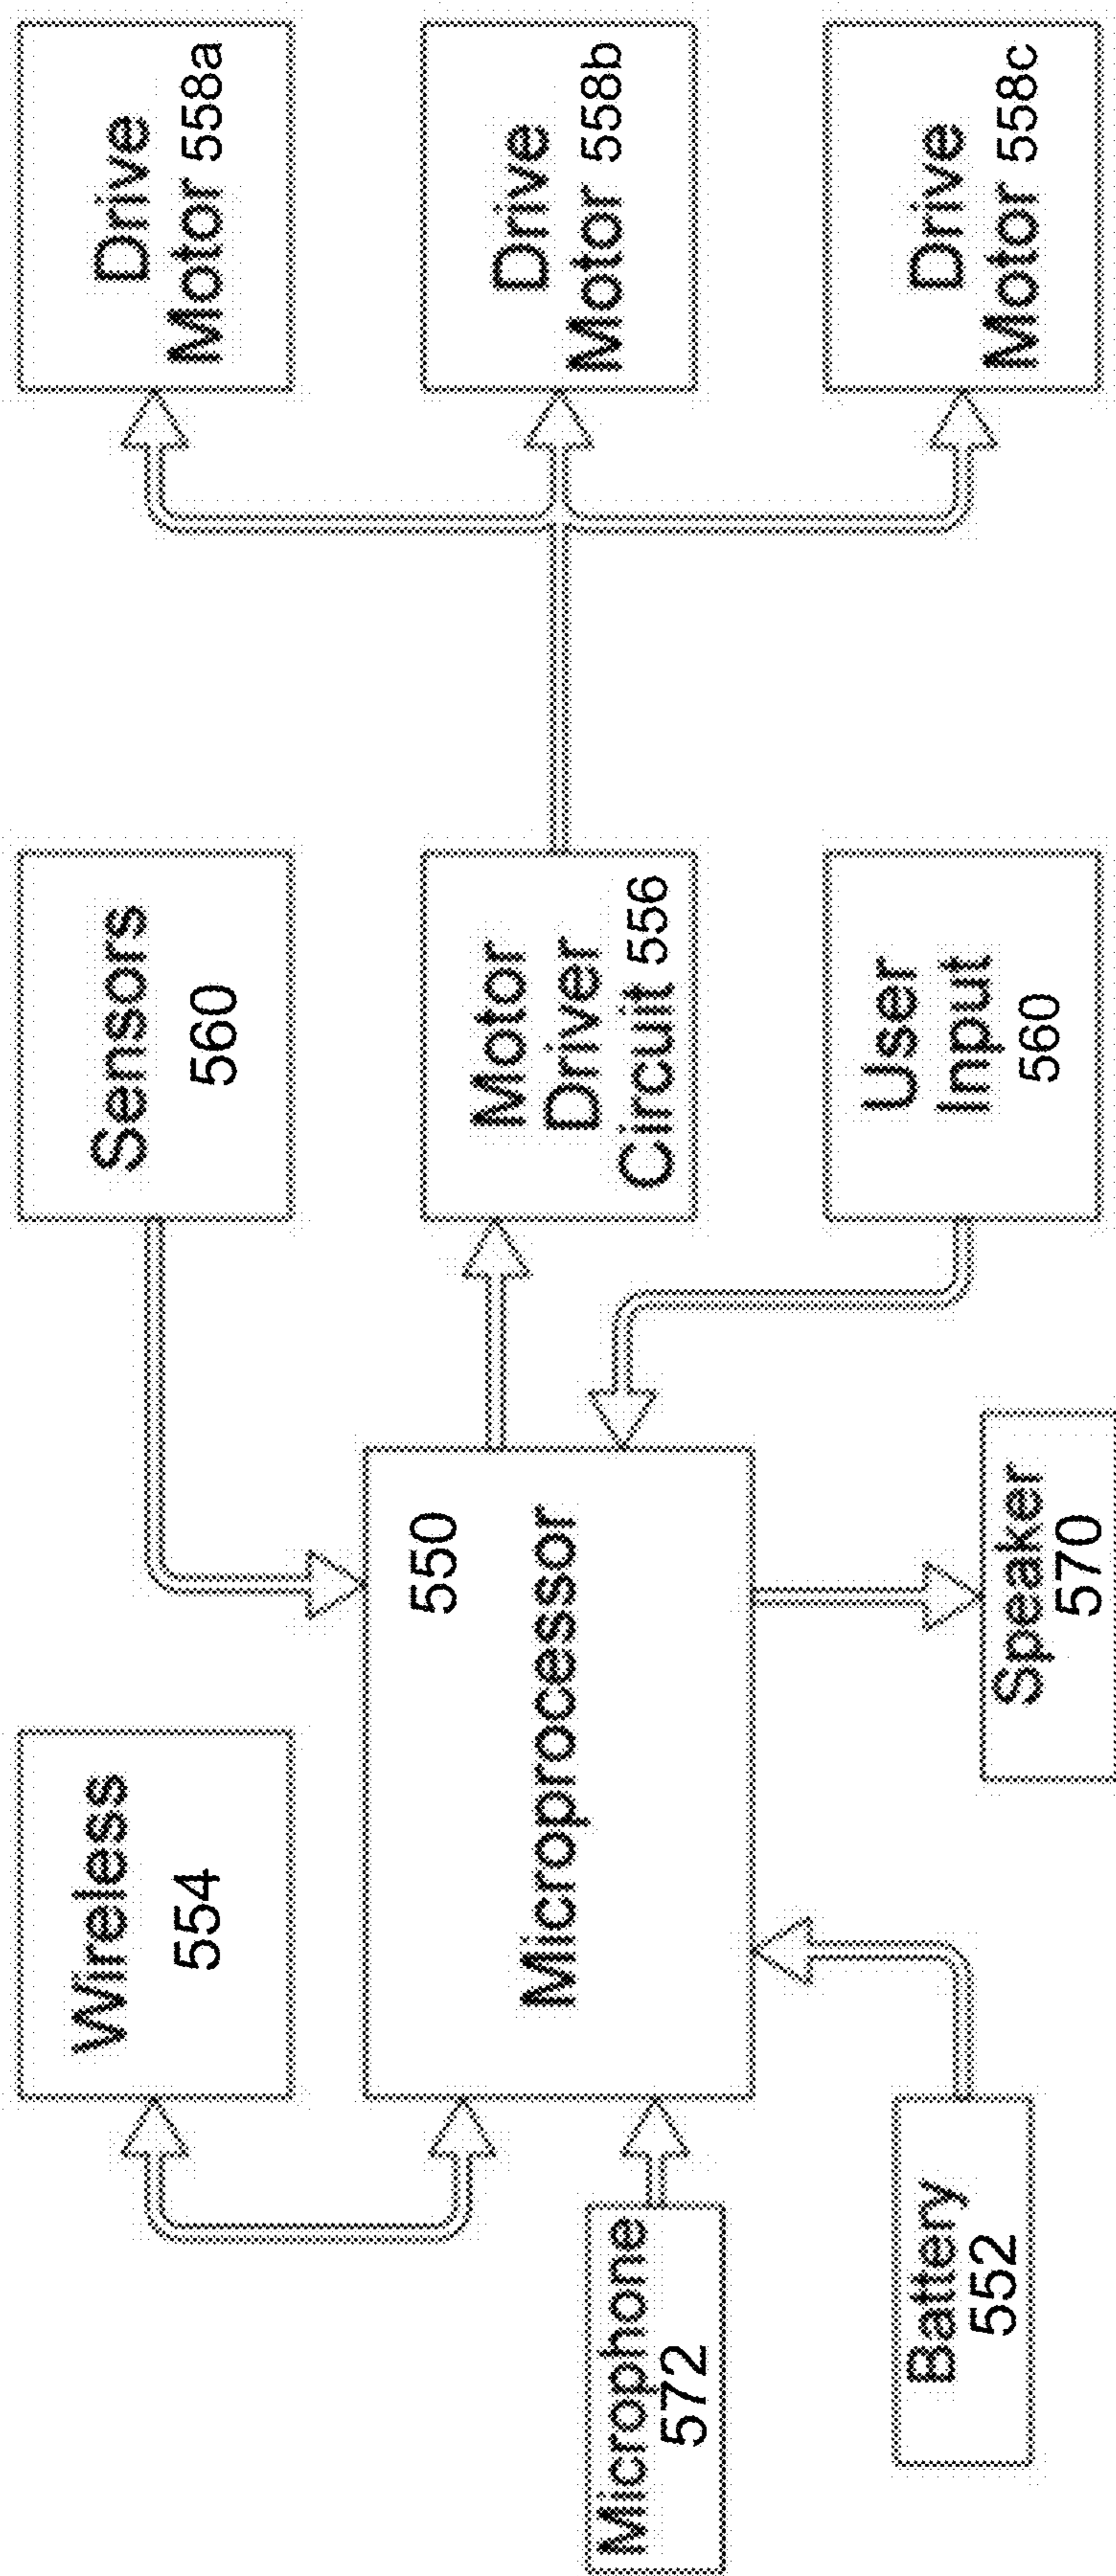 Wireless
554
Sensors
560
Drive
Motor 558a
Microprocessor
550
Motor
Driver
Circuit 556
Drive
Motor 558b
Microphone
572
User
Input
560
Drive
Motor 558c
Battery
552
Speaker
570